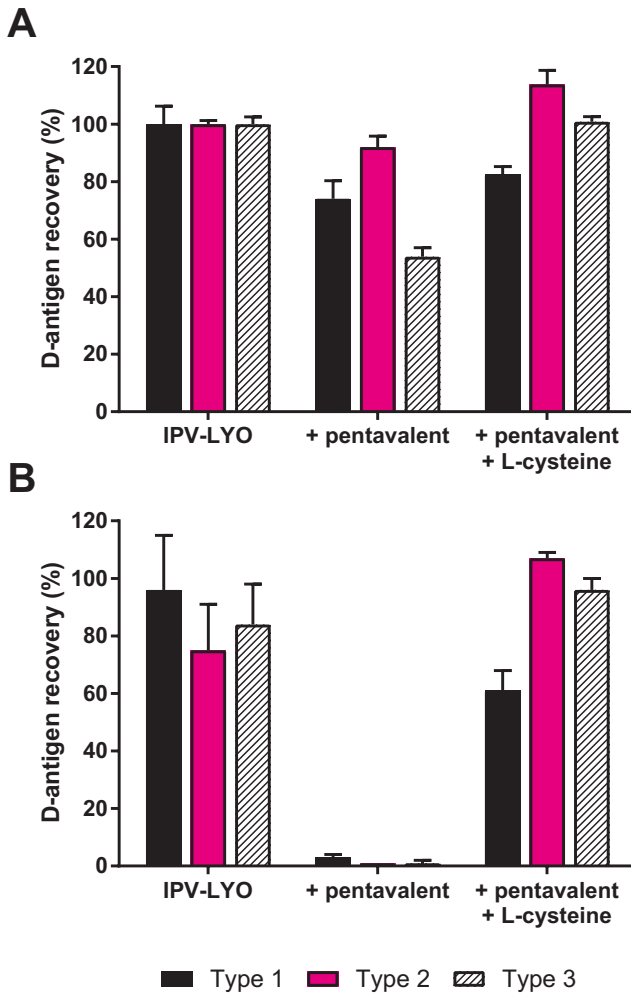 A
D-antigen recovery (%)
120
100
80
60
40
20
0
IPV-LYO
+ pentavalent
+ pentavalent
+ L-cysteine
B
D-antigen recovery (%)
120
100
80
60
40
20
0
IPV-LYO
+ pentavalent
+ pentavalent
+ L-cysteine
Type 1 Type 2 Type 3